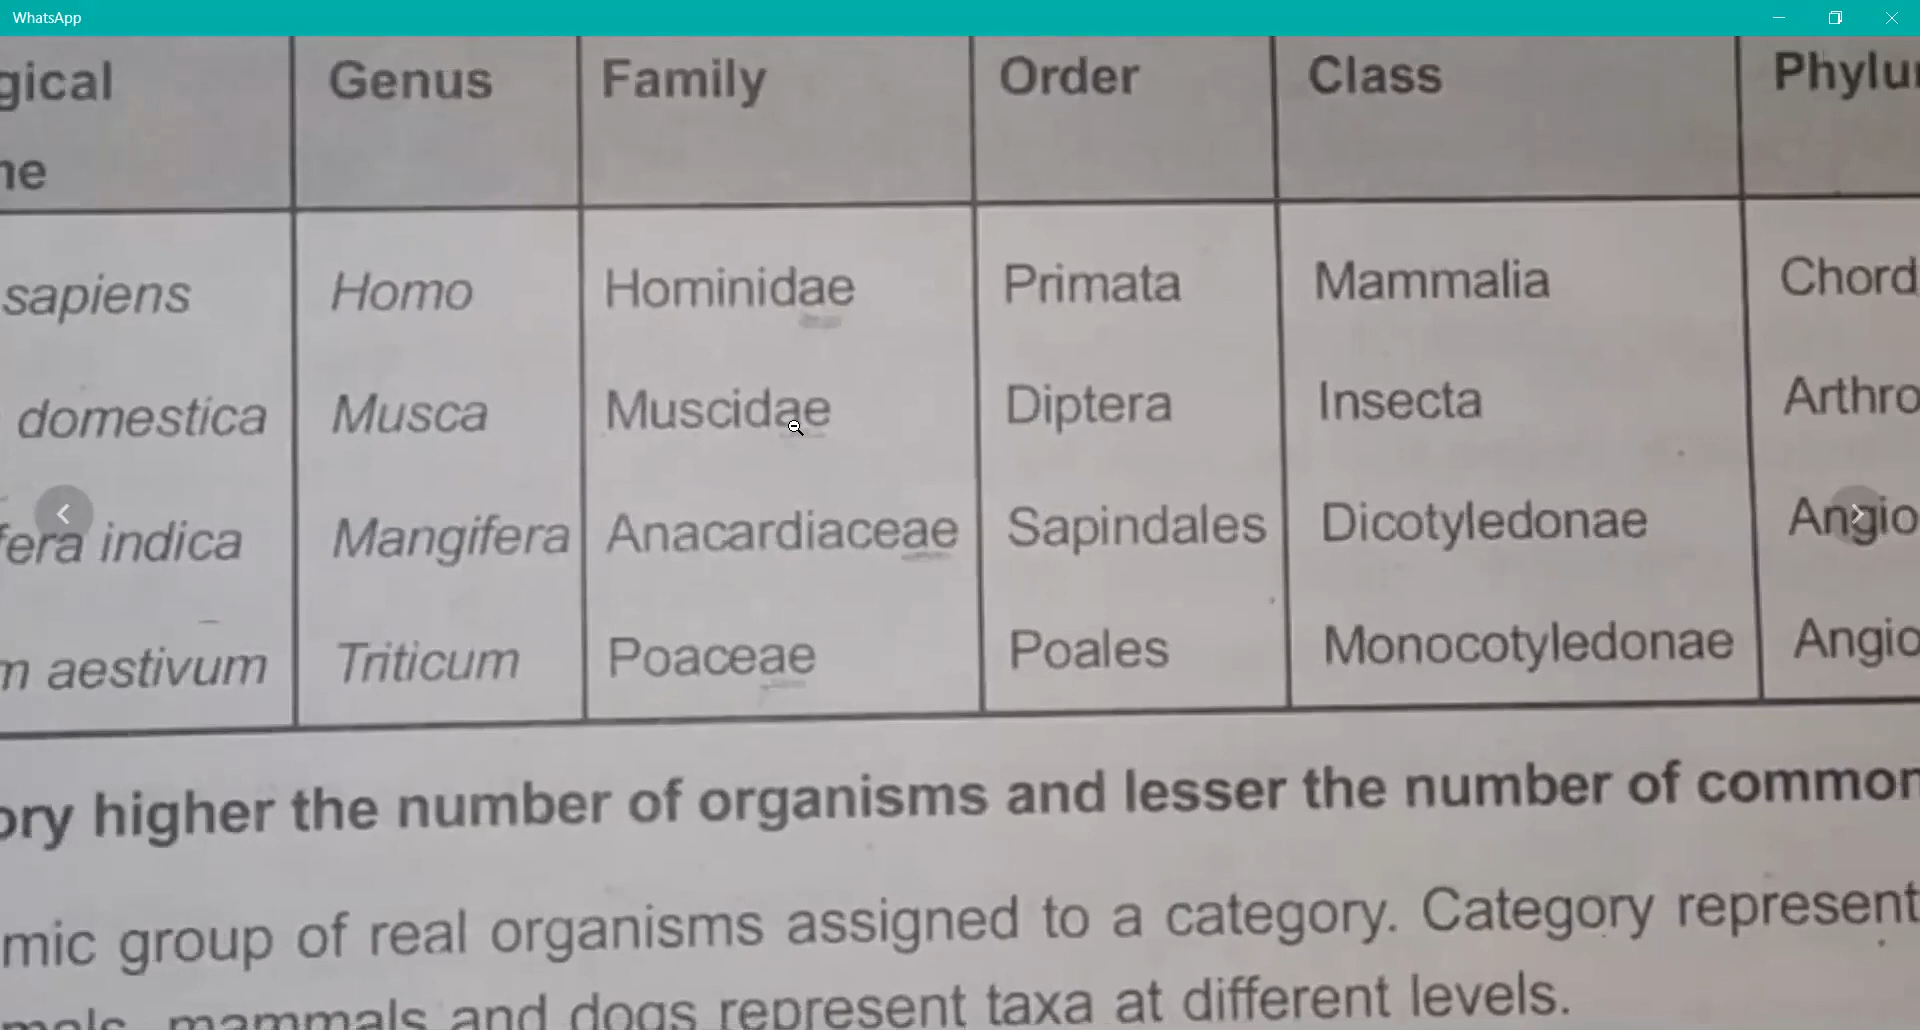 WhatsApp
gical Genus Family Order Class Phylu
ne
sapiens Homo Hominidae Primata Mammalia Chord
domestica Musca Muscidae Diptera Insecta Arthro
fera indica Mangifera Anacardiaceae Sapindales Dicotyledonae Angio
m aestivum Triticum Poaceae Poales Monocotyledonae Angio
ory higher the number of organisms and lesser the number of common
mic group of real organisms assigned to a category. Category represent
mals, mammals and dogs represent taxa at different levels.